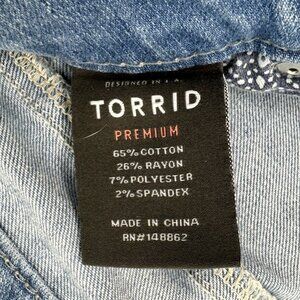 DESIGNED IN L.A.
TORRID
PREMIUM
65% COTTON
26% RAYON
7% POLYESTER
2% SPANDEX
MADE IN CHINA
RN#148862